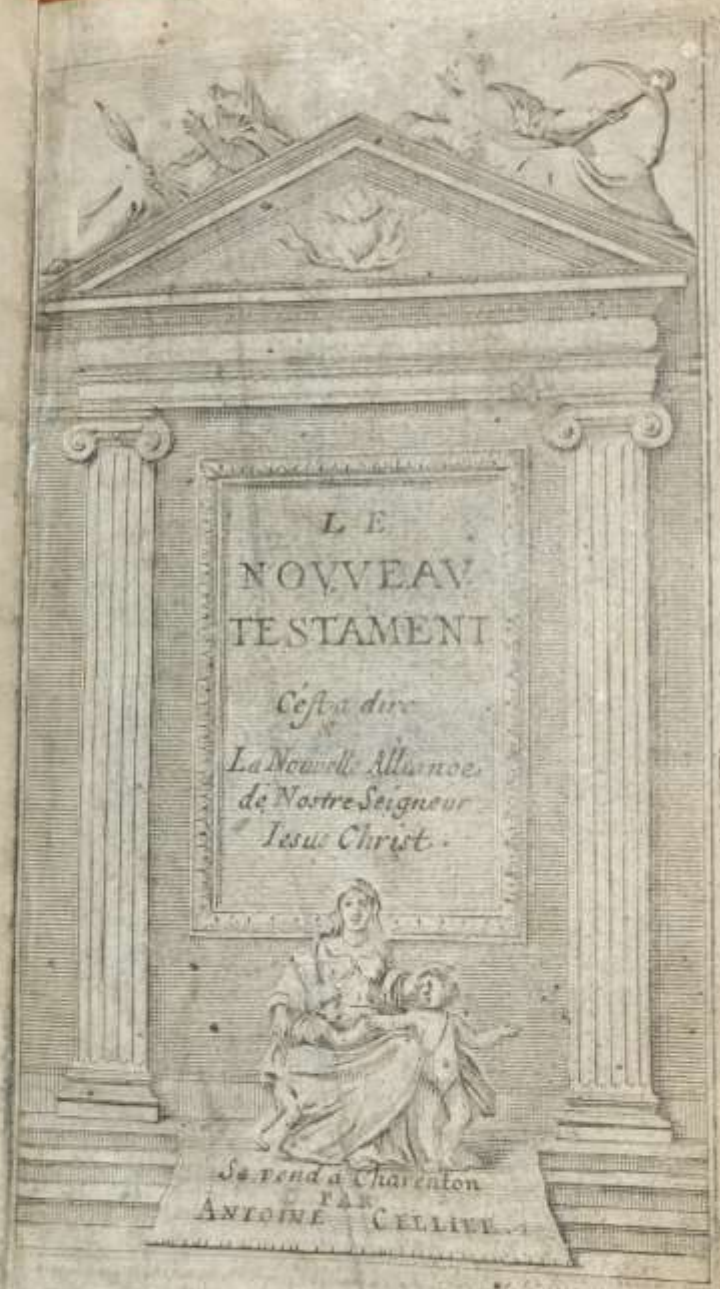 LE
NOVVEAV
TESTAMENT
C'est a dire
La Nouvelle Alliance
de Nostre Seigneur
Iesus Christ.
Se vend a Charenton
PAR
ANTOINE CELLIER.